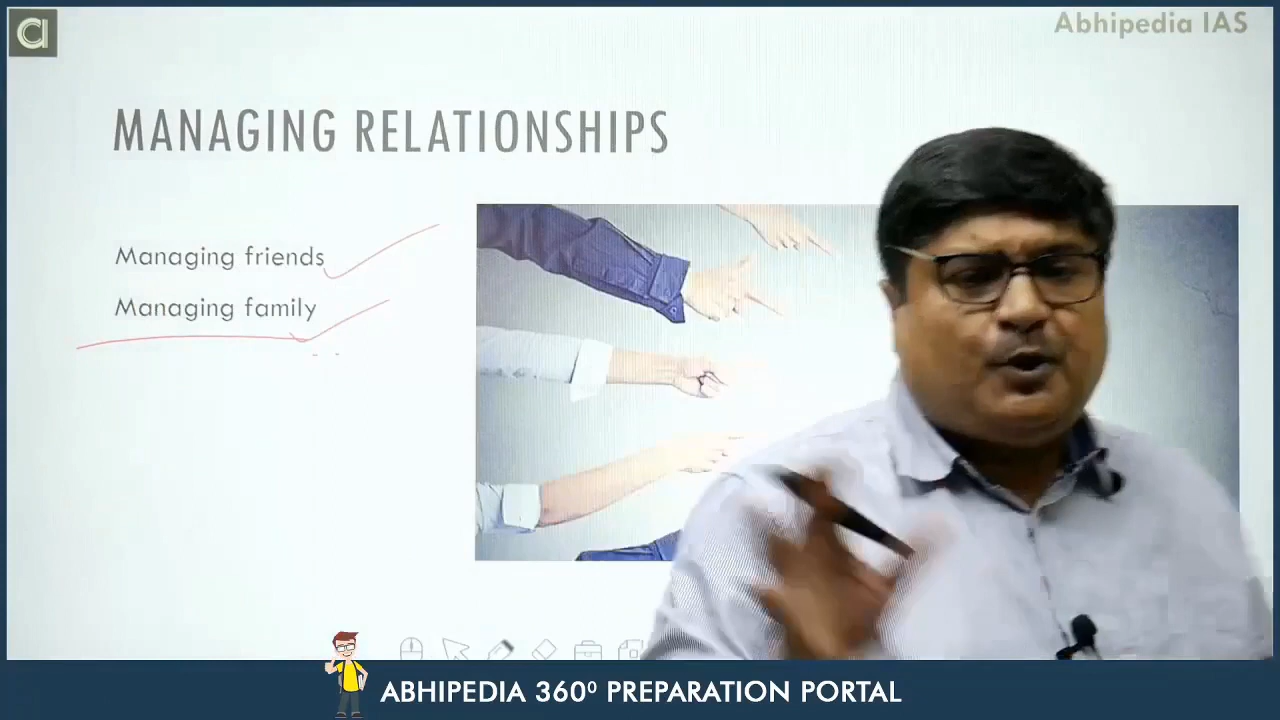 Abhipedia IAS
MANAGING RELATIONSHIPS
Managing friends
Managing family
ABHIPEDIA 360⁰ PREPARATION PORTAL